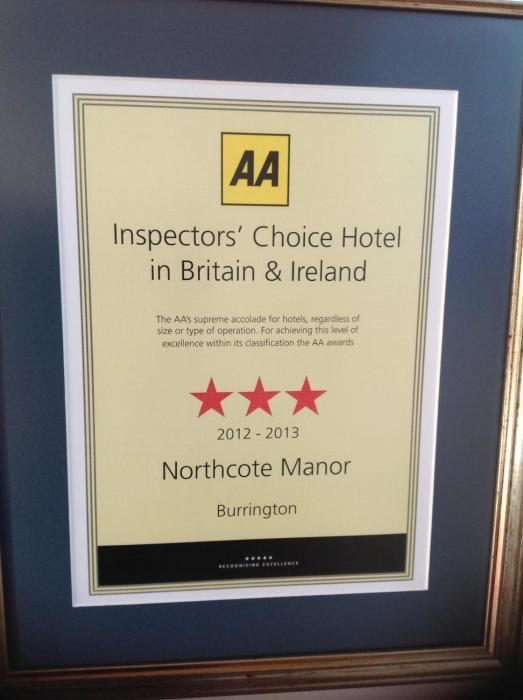 AA
Inspectors' Choice Hotel
in Britain & Ireland
The AA's supreme accolade for hotels, regardless of
size or type of operation. For achieving this level of
excellence within its classification the AA awards
2012 - 2013
Northcote Manor
Burrington
RECOGNISING EXCELLENCE